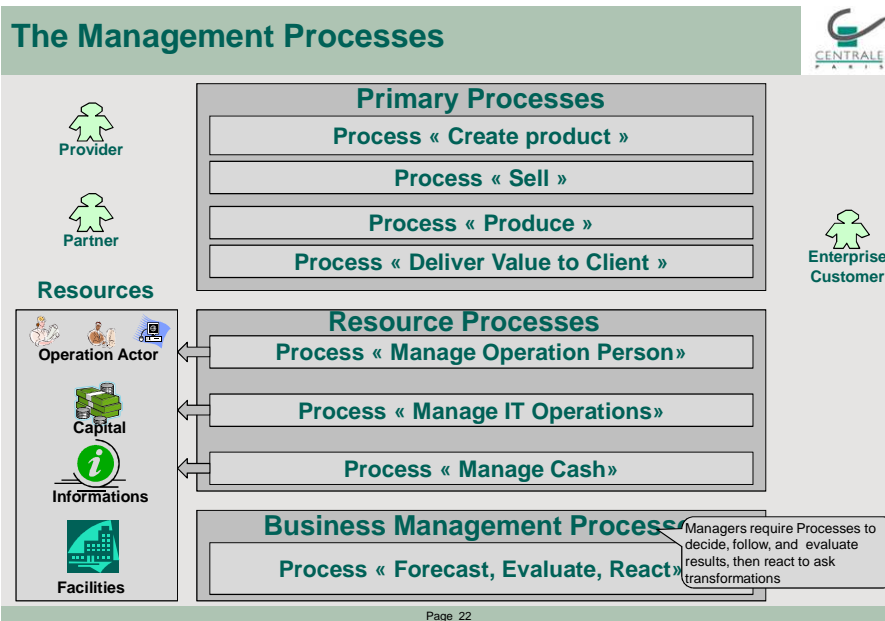 The Management Processes
CENTRALE
PARIS
Primary Processes
Process « Create product »
Process « Sell »
Process « Produce »
Process « Deliver Value to Client »
Provider
Partner
Enterprise
Customer
Resources
Operation Actor
Capital
Informations
Facilities
Resource Processes
Process « Manage Operation Person»
Process « Manage IT Operations»
Process « Manage Cash»
Business Management Process
Process « Forecast, Evaluate, React»
Managers require Processes to
decide, follow, and evaluate
results, then react to ask
transformations
Page 22